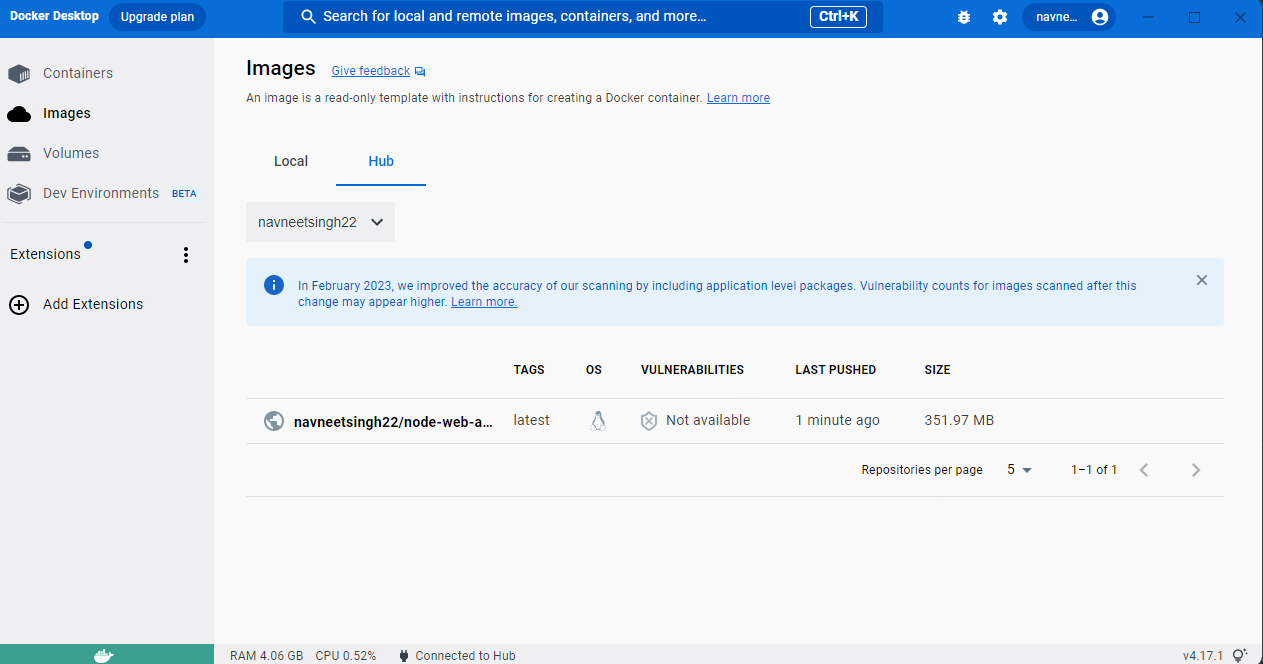 Docker Desktop
Upgrade plan
Search for local and remote images, containers, and more...
Ctrl+K
navne...
Containers
Images
Volumes
Dev Environments BETA
Extensions
Add Extensions
Images
Give feedback
An image is a read-only template with instructions for creating a Docker container. Learn more
Local
Hub
navneetsingh22
In February 2023, we improved the accuracy of our scanning by including application level packages. Vulnerability counts for images scanned after this
change may appear higher. Learn more.
TAGS OS VULNERABILITIES LAST PUSHED SIZE
navneetsingh22/node-web-a... latest Not available 1 minute ago 351.97 MB
Repositories per page 5 1–1 of 1
RAM 4.06 GB CPU 0.52% Connected to Hub v4.17.1